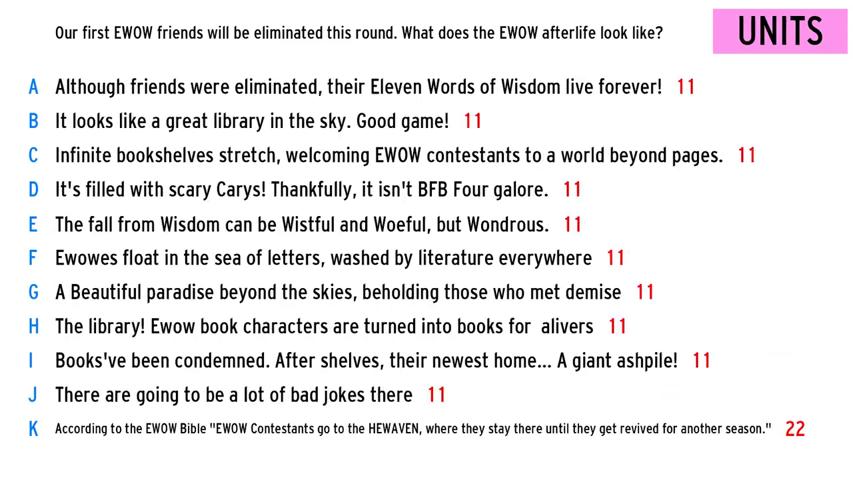 Our first EWOW friends will be eliminated this round. What does the EWOW afterlife look like?
UNITS
A Although friends were eliminated, their Eleven Words of Wisdom live forever! 11
B It looks like a great library in the sky. Good game! 11
C Infinite bookshelves stretch, welcoming EWOW contestants to a world beyond pages. 11
D It's filled with scary Carys! Thankfully, it isn't BFB Four galore. 11
E The fall from Wisdom can be Wistful and Woeful, but Wondrous. 11
F Ewowes float in the sea of letters, washed by literature everywhere 11
G A Beautiful paradise beyond the skies, beholding those who met demise 11
H The library! Ewow book characters are turned into books for alivers 11
I Books've been condemned. After shelves, their newest home... A giant ashpile! 11
J There are going to be a lot of bad jokes there 11
K According to the EWOW Bible "EWOW Contestants go to the HEWAVEN, where they stay there until they get revived for another season." 22